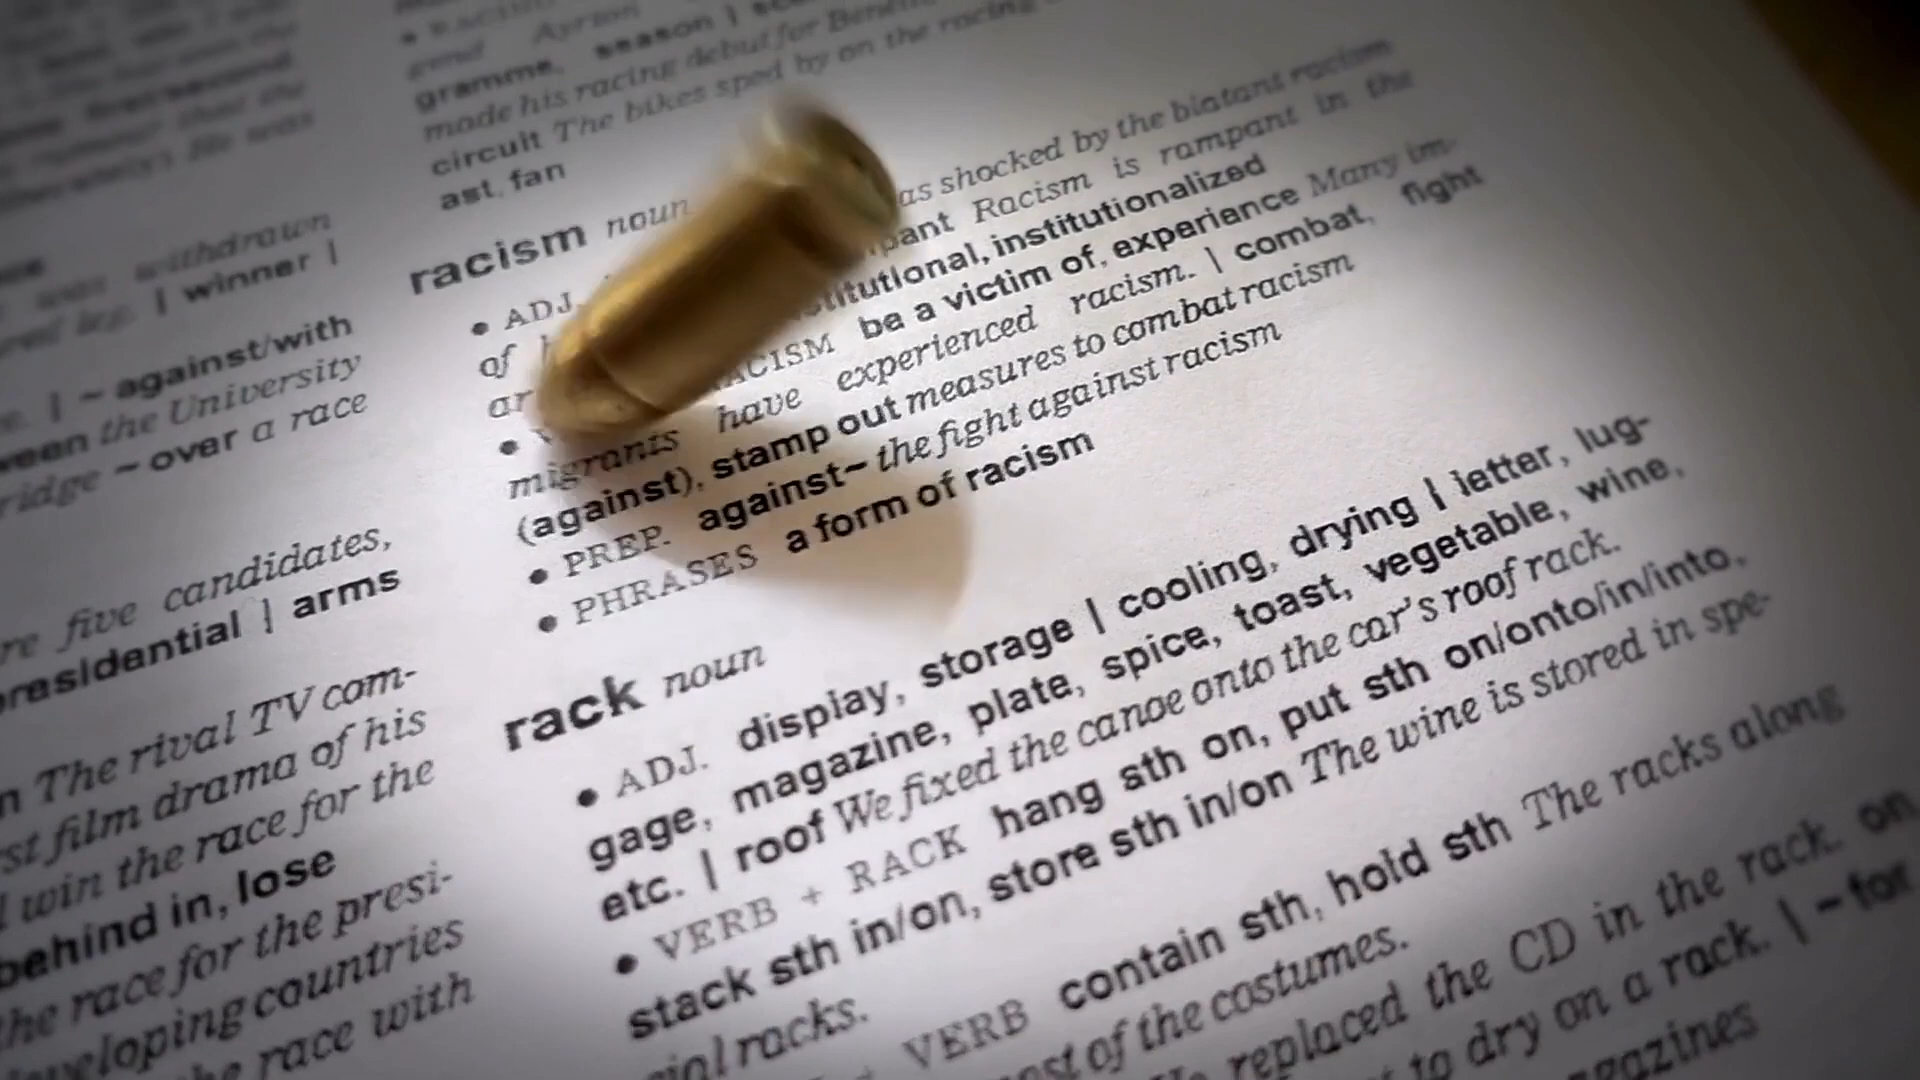 withdrawn
| winner |
| ~ against/with
the University
~ over a race
five candidates,
presidential | arms
The rival TV com-
film drama of his
win the race for the
behind in, lose
the race for the presi-
countries
race with
gramme, season |
made his racing debut for
circuit The bikes sped by on the racing
ast, fan
racism noun
• ADJ. as shocked by the blatant racism
of Racism is rampant in the
institutional, institutionalized
be a victim of, experience Many im-
migrants have experienced racism. | combat, fight
(against), stamp out measures to combat racism
• PREP. against~ the fight against racism
• PHRASES a form of racism
rack noun
• ADJ. display, storage | cooling, drying | letter, lug-
gage, magazine, plate, spice, toast, vegetable, wine,
etc. | roof We fixed the canoe onto the car's roof rack.
• VERB + RACK hang sth on, put sth on/onto/in/into,
stack sth in/on, store sth in/on The wine is stored in spe-
cial racks.
VERB contain sth, hold sth The racks along
of the costumes.
replaced the CD in the rack. on
to dry on a rack. | ~ for